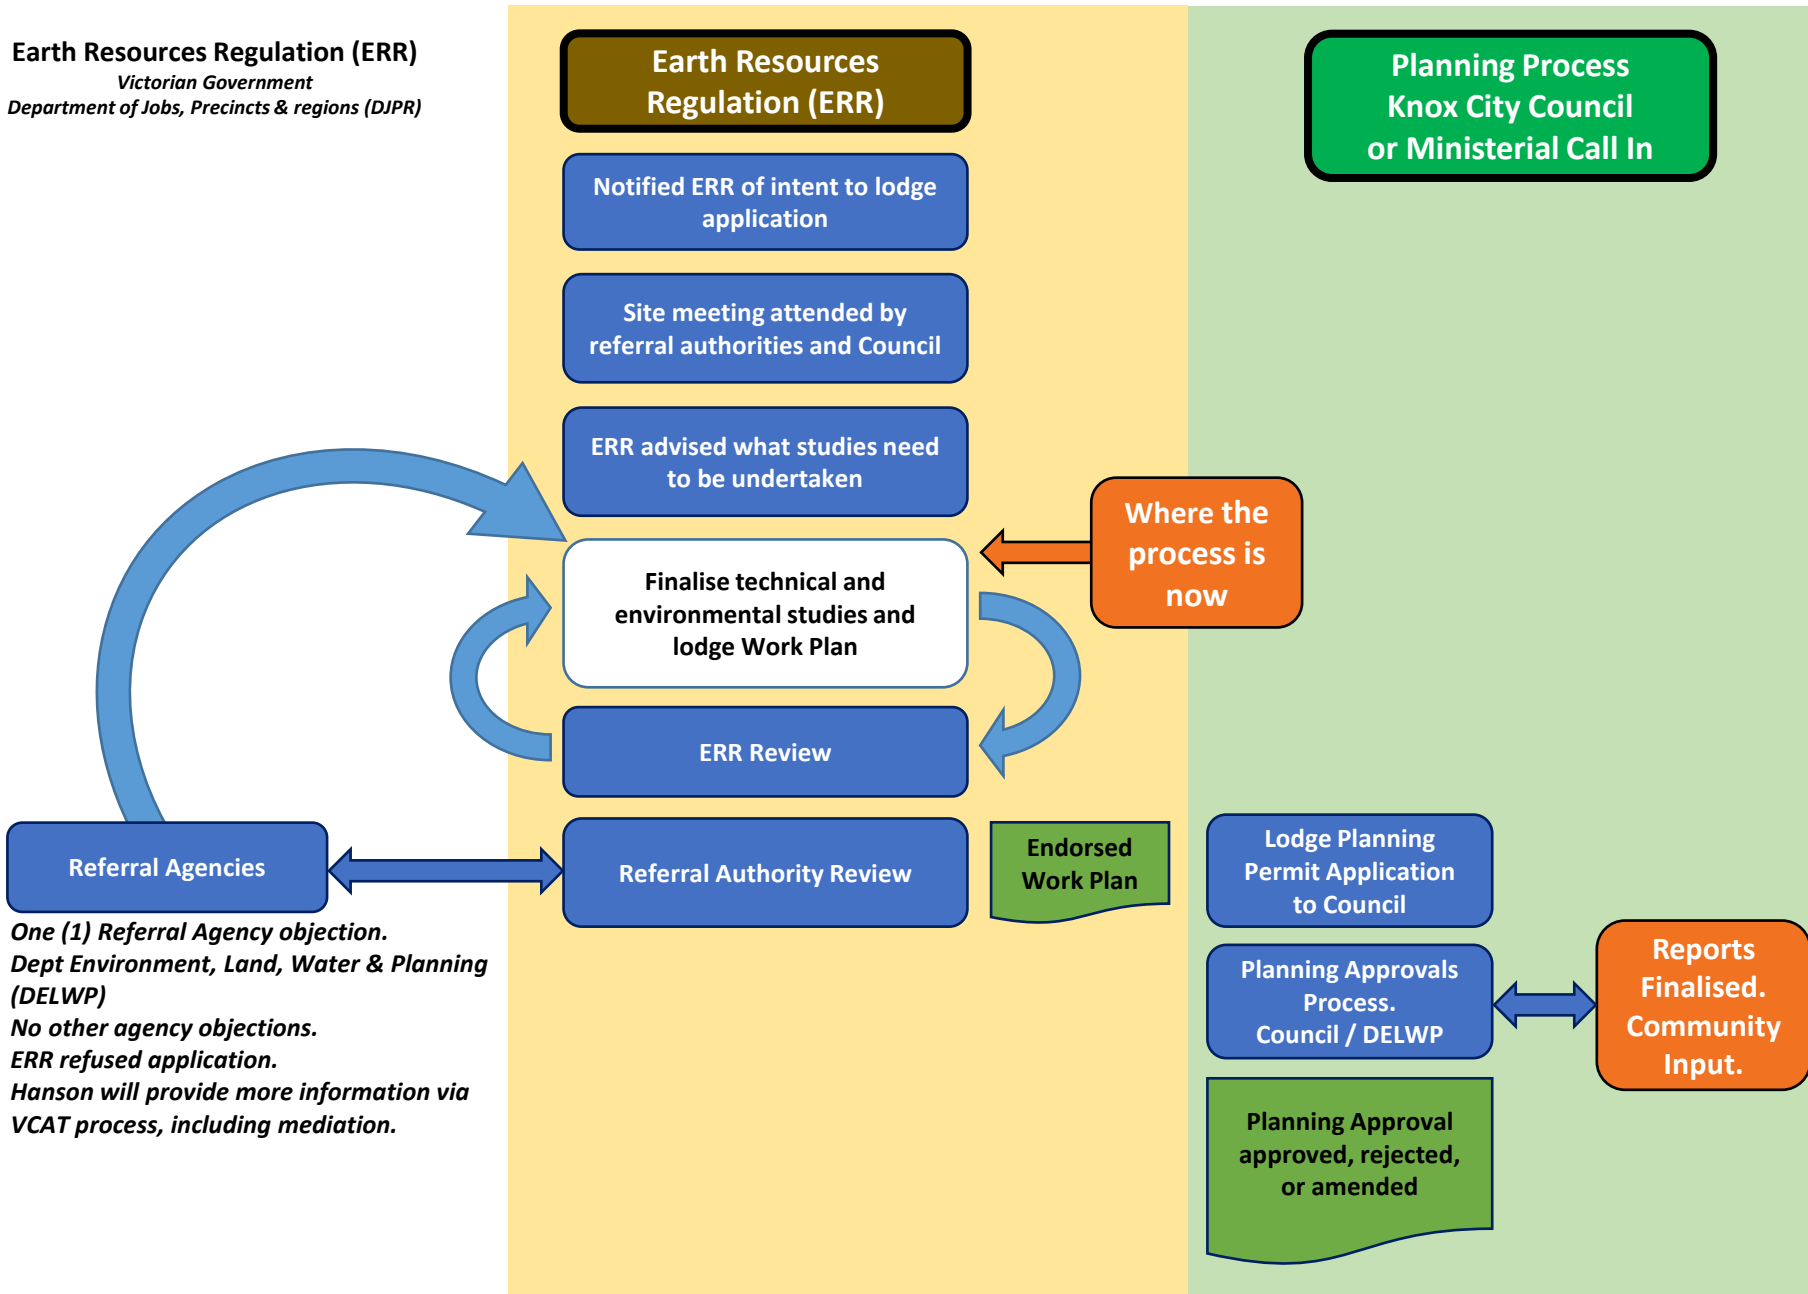 Earth Resources Regulation (ERR)
Victorian Government
Department of Jobs, Precincts & regions (DJPR)
Earth Resources
Regulation (ERR)
Planning Process
Knox City Council
or Ministerial Call In
Notified ERR of intent to lodge
application
Site meeting attended by
referral authorities and Council
ERR advised what studies need
to be undertaken
Where the
process is
now
Finalise technical and
environmental studies and
lodge Work Plan
ERR Review
Referral Agencies
Referral Authority Review
Endorsed
Work Plan
Lodge Planning
Permit Application
to Council
One (1) Referral Agency objection.
Dept Environment, Land, Water & Planning
(DELWP)
No other agency objections.
ERR refused application.
Hanson will provide more information via
VCAT process, including mediation.
Planning Approvals
Process.
Council / DELWP
Reports
Finalised.
Community
Input.
Planning Approval
approved, rejected,
or amended